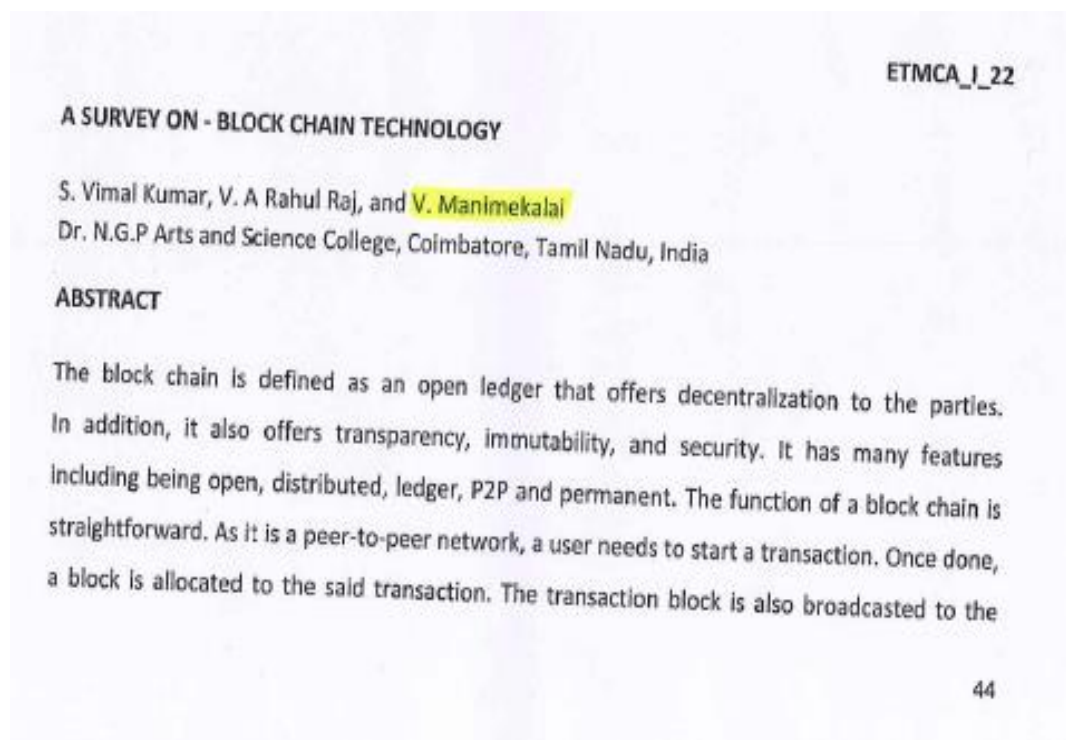 ETMCA_I_22
A SURVEY ON - BLOCK CHAIN TECHNOLOGY
S. Vimal Kumar, V. A Rahul Raj, and V. Manimekalai
Dr. N.G.P Arts and Science College, Coimbatore, Tamil Nadu, India
ABSTRACT
The block chain is defined as an open ledger that offers decentralization to the parties.
In addition, it also offers transparency, immutability, and security. It has many features
including being open, distributed, ledger, P2P and permanent. The function of a block chain is
straightforward. As it is a peer-to-peer network, a user needs to start a transaction. Once done,
a block is allocated to the said transaction. The transaction block is also broadcasted to the
44